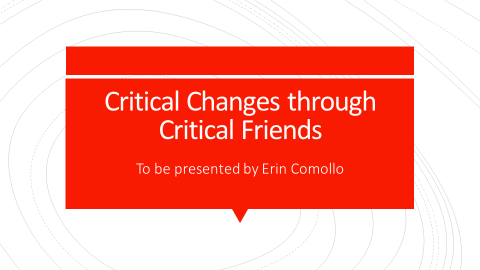 Critical Changes through
Critical Friends
To be presented by Erin Comollo